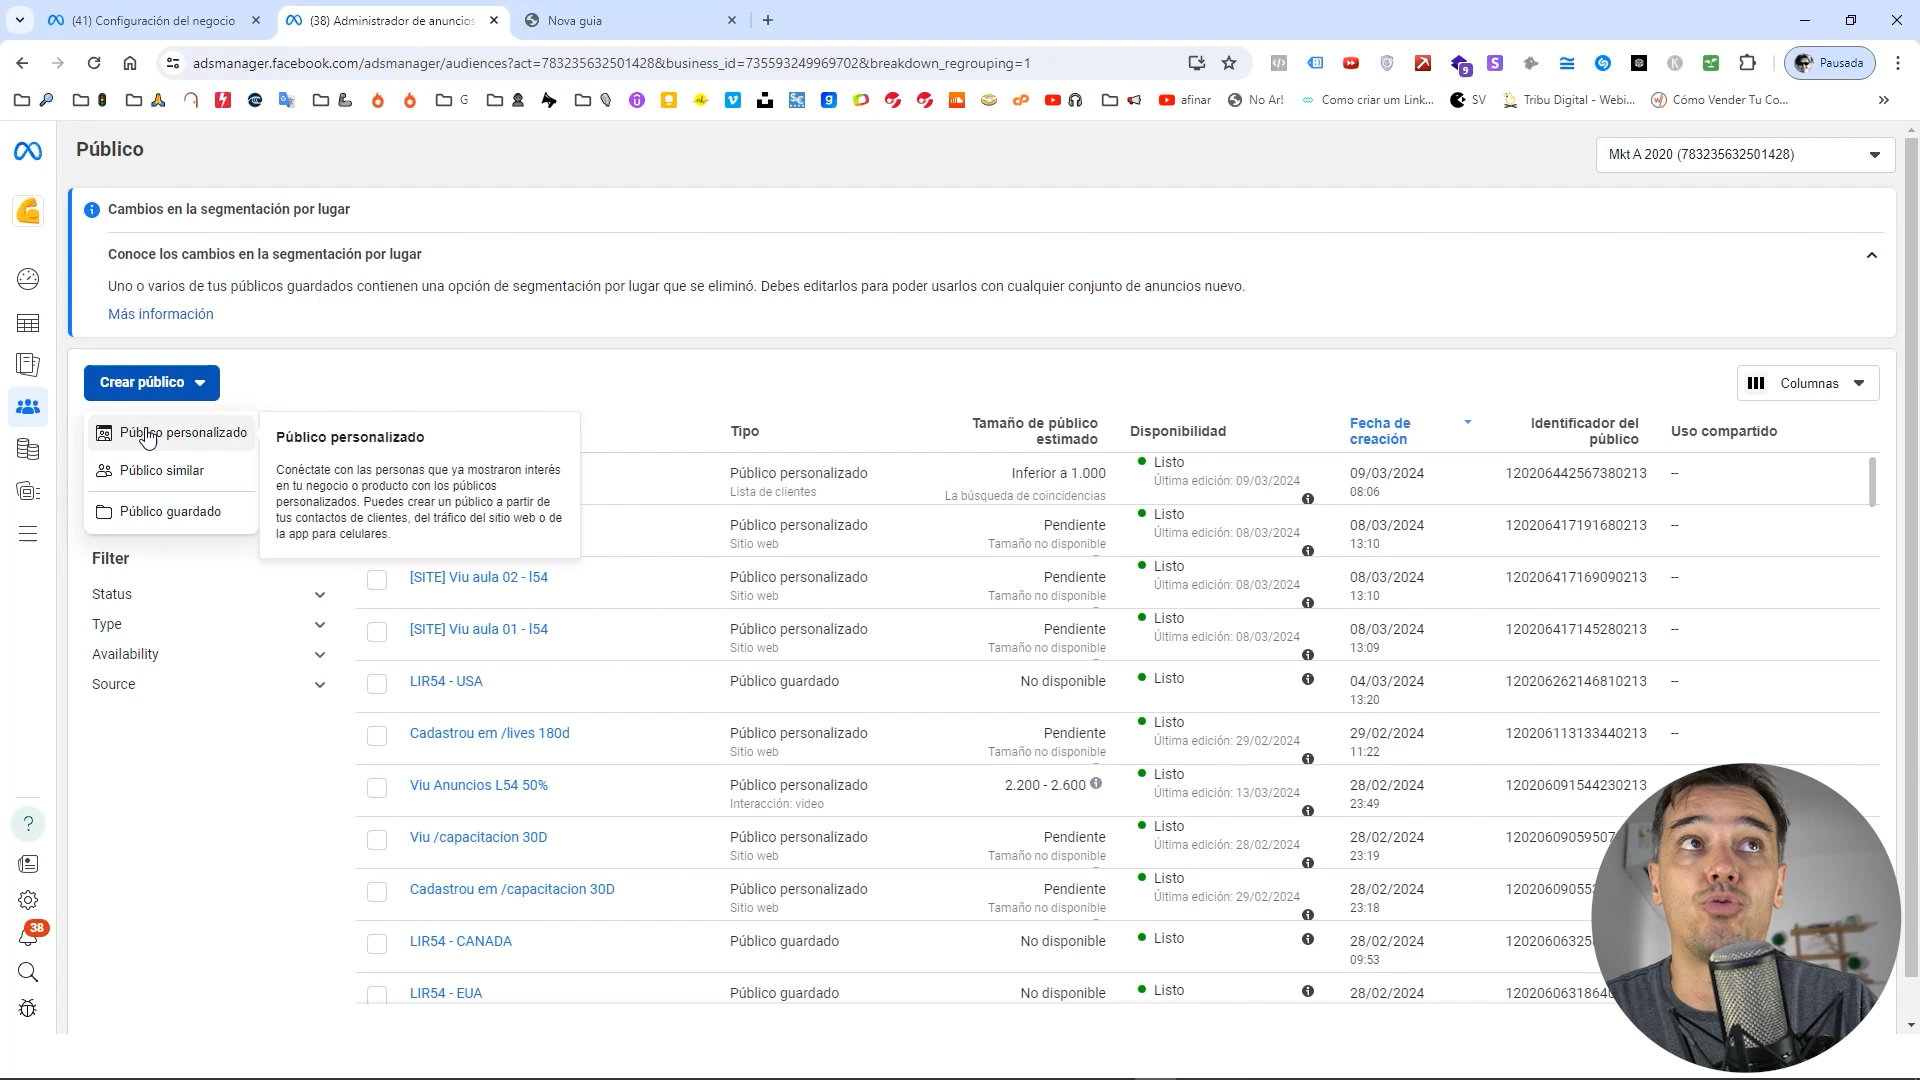 (41) Configuración del negocio
(38) Administrador de anuncios
Nova guia
adsmanager.facebook.com/adsmanager/audiences?act=783235632501428&business_id=735593249969702&breakdown_regrouping=1
9
Pausada
G
afinar
No Ar!
Como criar um Link...
SV
Tribu Digital - Webi...
Cómo Vender Tu Co...
Público
Mkt A 2020 (783235632501428)
Cambios en la segmentación por lugar
Conoce los cambios en la segmentación por lugar
Uno o varios de tus públicos guardados contienen una opción de segmentación por lugar que se eliminó. Debes editarlos para poder usarlos con cualquier conjunto de anuncios nuevo.
Más información
Crear público
Columnas
Público personalizado
Público similar
Público guardado
Público personalizado
Conéctate con las personas que ya mostraron interés
en tu negocio o producto con los públicos
personalizados. Puedes crear un público a partir de
tus contactos de clientes, del tráfico del sitio web o de
la app para celulares.
Filter
Status
Type
Availability
Source
Tipo
Tamaño de público
estimado
Disponibilidad
Fecha de
creación
Identificador del
público
Uso compartido
Público personalizado
Lista de clientes
Inferior a 1.000
La búsqueda de coincidencias
Listo
Última edición: 09/03/2024
09/03/2024
08:06
120206442567380213
--
Público personalizado
Sitio web
Pendiente
Tamaño no disponible
Listo
Última edición: 08/03/2024
08/03/2024
13:10
120206417191680213
--
[SITE] Viu aula 02 - l54
Público personalizado
Sitio web
Pendiente
Tamaño no disponible
Listo
Última edición: 08/03/2024
08/03/2024
13:10
120206417169090213
--
[SITE] Viu aula 01 - l54
Público personalizado
Sitio web
Pendiente
Tamaño no disponible
Listo
Última edición: 08/03/2024
08/03/2024
13:09
120206417145280213
--
LIR54 - USA
Público guardado
No disponible
Listo
04/03/2024
13:20
120206262146810213
--
Cadastrou em /lives 180d
Público personalizado
Sitio web
Pendiente
Tamaño no disponible
Listo
Última edición: 29/02/2024
29/02/2024
11:22
120206113133440213
--
Viu Anuncios L54 50%
Público personalizado
Interacción: video
2.200 - 2.600
Listo
Última edición: 13/03/2024
28/02/2024
23:49
120206091544230213
Viu /capacitacion 30D
Público personalizado
Sitio web
Pendiente
Tamaño no disponible
Listo
Última edición: 28/02/2024
28/02/2024
23:19
12020609059507
Cadastrou em /capacitacion 30D
Público personalizado
Sitio web
Pendiente
Tamaño no disponible
Listo
Última edición: 29/02/2024
28/02/2024
23:18
120206090552
LIR54 - CANADA
Público guardado
No disponible
Listo
28/02/2024
09:53
120206063258
LIR54 - EUA
Público guardado
No disponible
Listo
28/02/2024
12020606318640
38